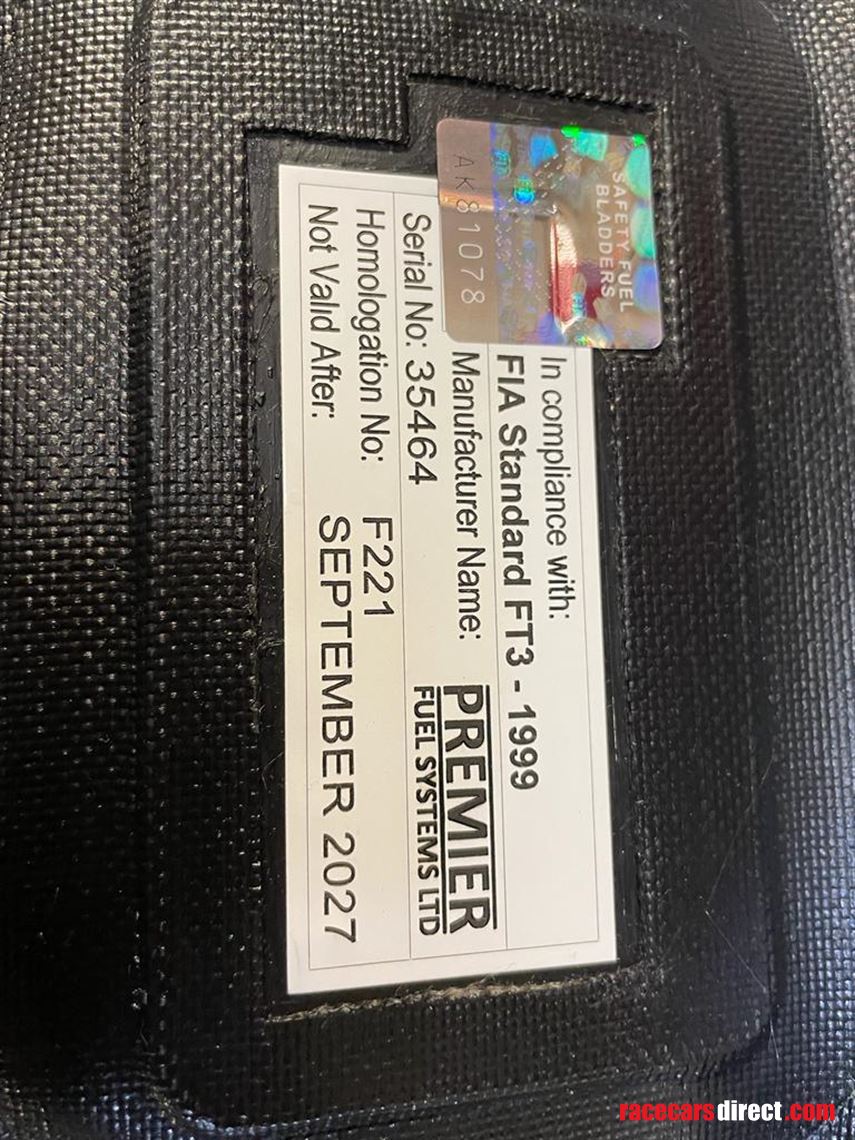 SAFETY FUEL
BLADDERS
AK81078
In compliance with:
FIA Standard FT3 - 1999
Manufacturer Name: PREMIER
FUEL SYSTEMS LTD
Serial No: 35464
Homologation No: F221
Not Valid After: SEPTEMBER 2027
racecarsdirect.com